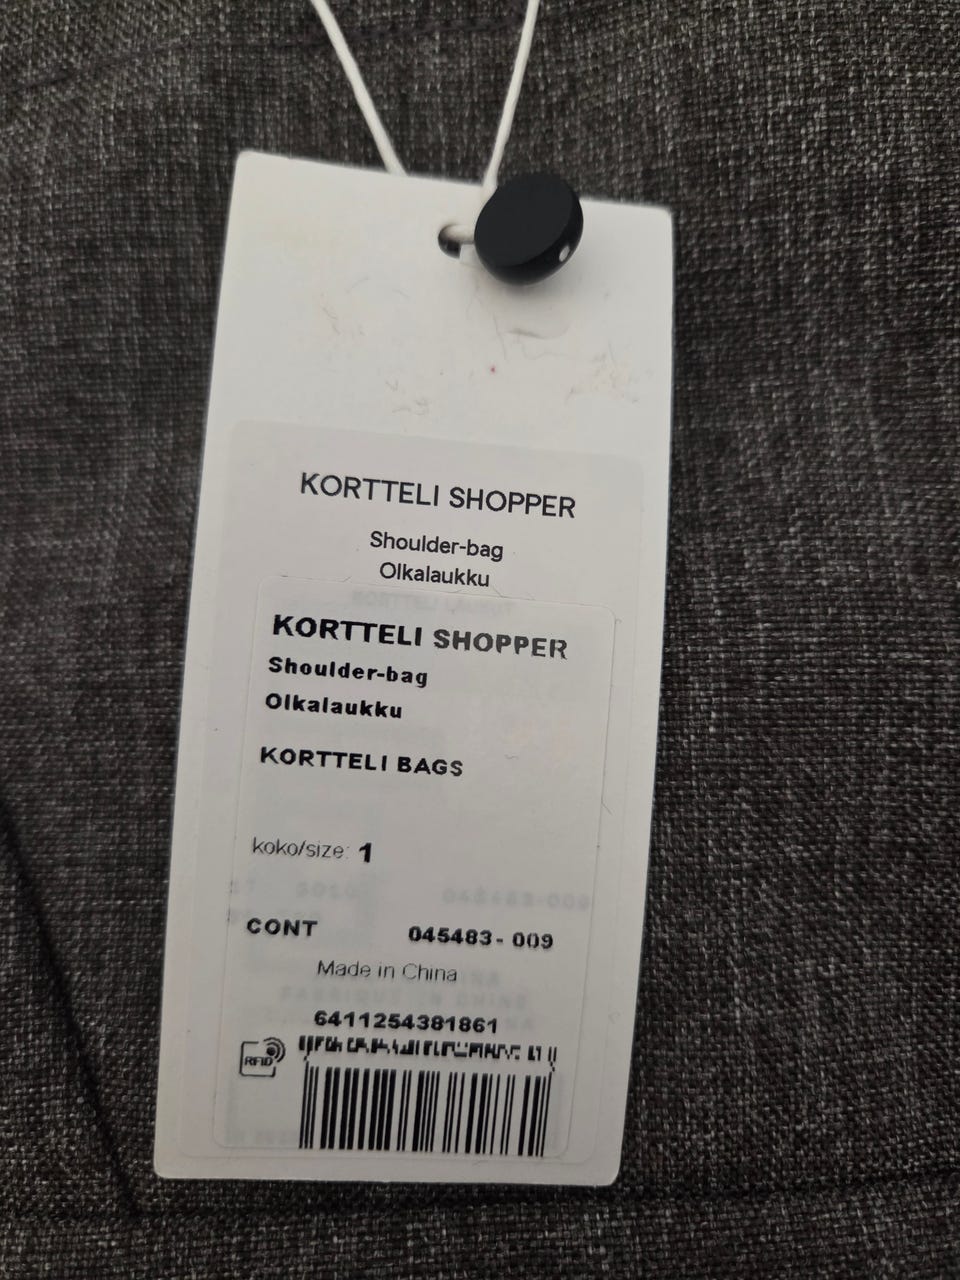 KORTTELI SHOPPER
Shoulder-bag
Olkalaukku
KORTTELI SHOPPER
Shoulder-bag
Olkalaukku
KORTTELI BAGS
koko/size: 1
CONT 045483- 009
Made in China
6411254381861
RFID